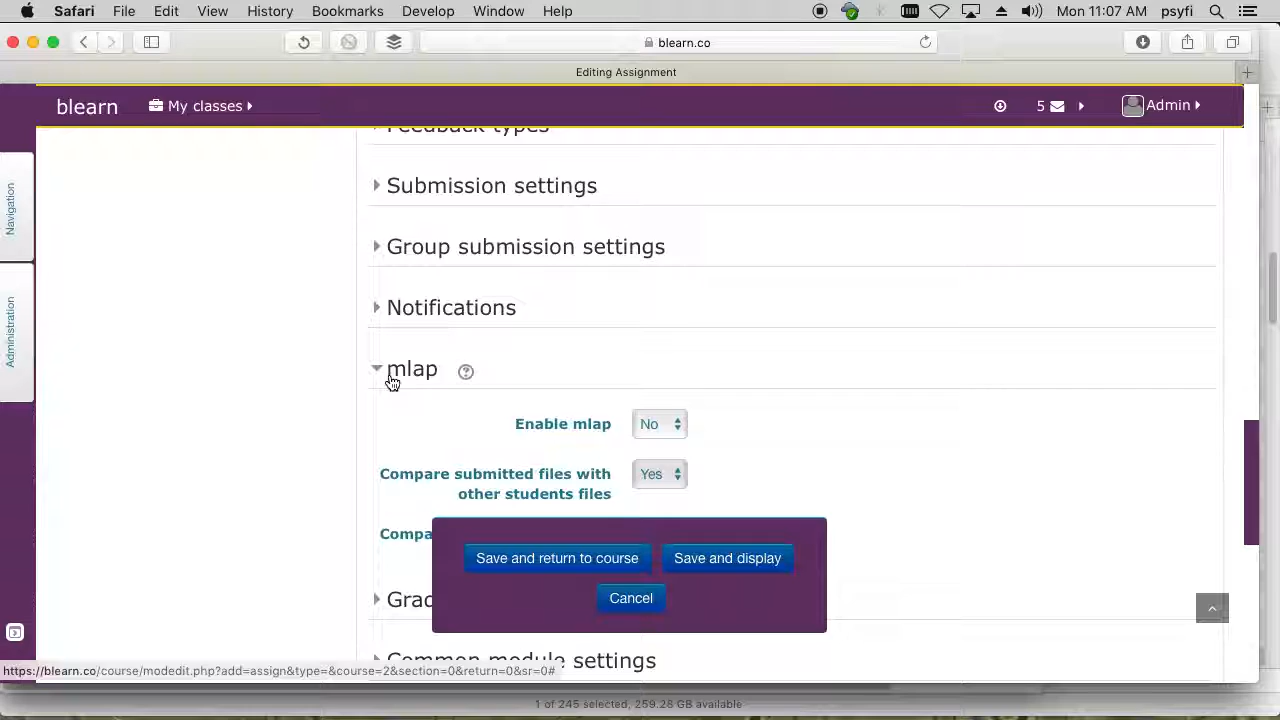 Safari File Edit View History Bookmarks Develop Window Help Mon 11:07 AM psyfi
blearn.co
Editing Assignment
blearn My classes 5 Admin
Feedback types
Submission settings
Group submission settings
Notifications
mlap ?
Enable mlap No
Compare submitted files with other students files Yes
Compa
Save and return to course Save and display
Cancel
Grad
Common module settings
Navigation
Administration
https://blearn.co/course/modedit.php?add=assign&type=&course=2&section=0&return=0&sr=0#
1 of 245 selected, 259.28 GB available